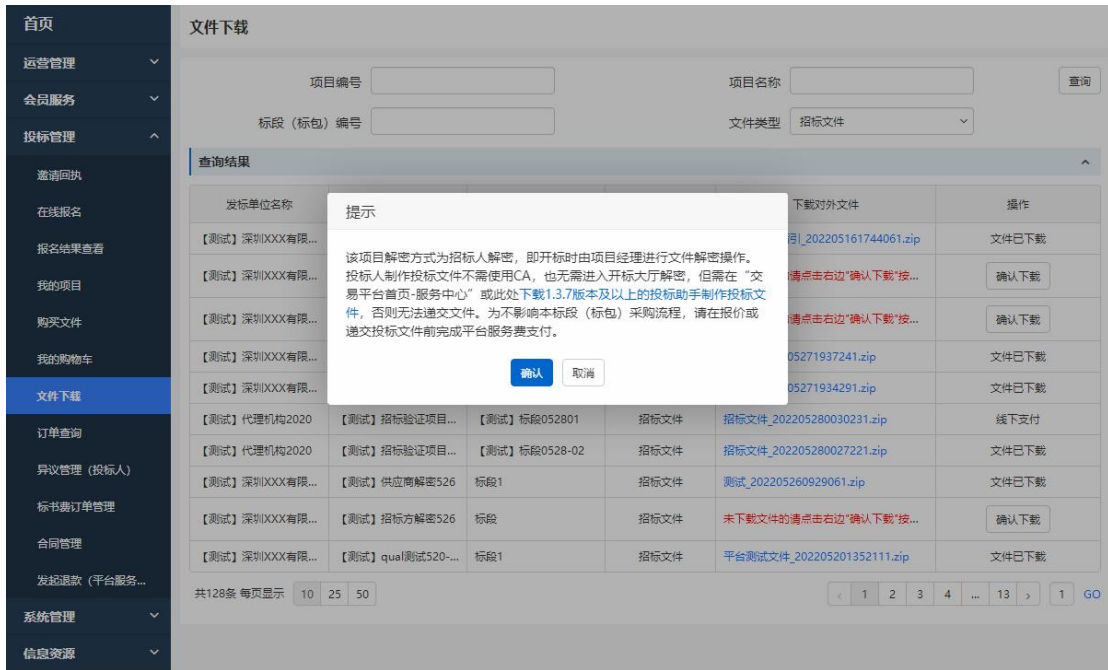 首页
运营管理
会员服务
投标管理
邀请回执
在线报名
报名结果查看
我的项目
购买文件
我的购物车
文件下载
订单查询
异议管理（投标人）
标书费订单管理
合同管理
发起退款（平台服务...
系统管理
信息资源
文件下载
项目编号 项目名称 查询
标段（标包）编号 文件类型 招标文件
查询结果
发标单位名称 下载对外文件 操作
【测试】深圳XXX有限... 引_202205161744061.zip 文件已下载
【测试】深圳XXX有限... 请点击右边"确认下载"按... 确认下载
【测试】深圳XXX有限... 请点击右边"确认下载"按... 确认下载
【测试】深圳XXX有限... 05271937241.zip 文件已下载
【测试】深圳XXX有限... 05271934291.zip 文件已下载
【测试】代理机构2020 【测试】招标验证项目... 【测试】标段052801 招标文件 招标文件_202205280030231.zip 线下支付
【测试】代理机构2020 【测试】招标验证项目... 【测试】标段0528-02 招标文件 招标文件_202205280027221.zip 文件已下载
【测试】深圳XXX有限... 【测试】供应商解密526 标段1 招标文件 测试_202205260929061.zip 文件已下载
【测试】深圳XXX有限... 【测试】招标方解密526 标段 招标文件 未下载文件的请点击右边"确认下载"按... 确认下载
【测试】深圳XXX有限... 【测试】qual测试520-... 标段1 招标文件 平台测试文件_202205201352111.zip 文件已下载
共128条 每页显示 10 25 50 ‹ 1 2 3 4 ... 13 › 1 GO
提示
该项目解密方式为招标人解密，即开标时由项目经理进行文件解密操作。
投标人制作投标文件不需使用CA，也无需进入开标大厅解密，但需在“交
易平台首页-服务中心”或此处下载1.3.7版本及以上的投标助手制作投标文
件，否则无法递交文件。为不影响本标段（标包）采购流程，请在报价或
递交投标文件前完成平台服务费支付。
确认 取消